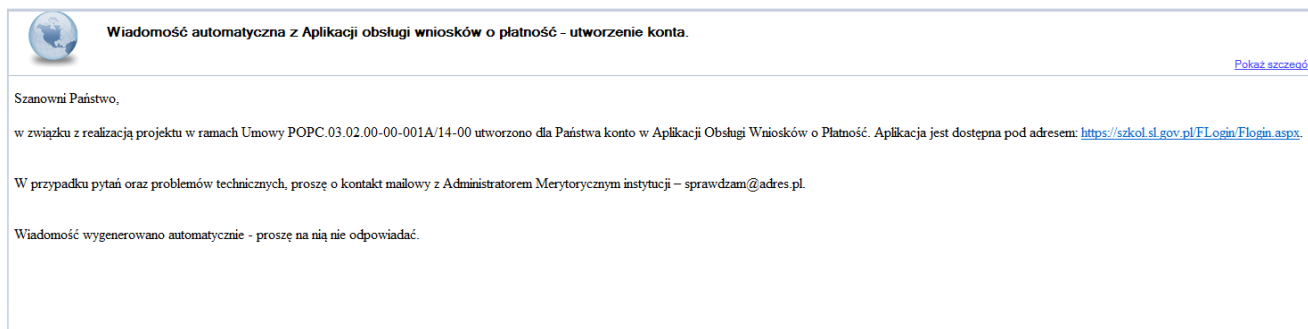 Wiadomość automatyczna z Aplikacji obsługi wniosków o płatność - utworzenie konta.
Pokaż szczegó
Szanowni Państwo,
w związku z realizacją projektu w ramach Umowy POPC.03.02.00-00-001A/14-00 utworzono dla Państwa konto w Aplikacji Obsługi Wniosków o Płatność. Aplikacja jest dostępna pod adresem: https://szkol.sl.gov.pl/FLogin/Flogin.aspx.
W przypadku pytań oraz problemów technicznych, proszę o kontakt mailowy z Administratorem Merytorycznym instytucji – sprawdzam@adres.pl.
Wiadomość wygenerowano automatycznie - proszę na nią nie odpowiadać.